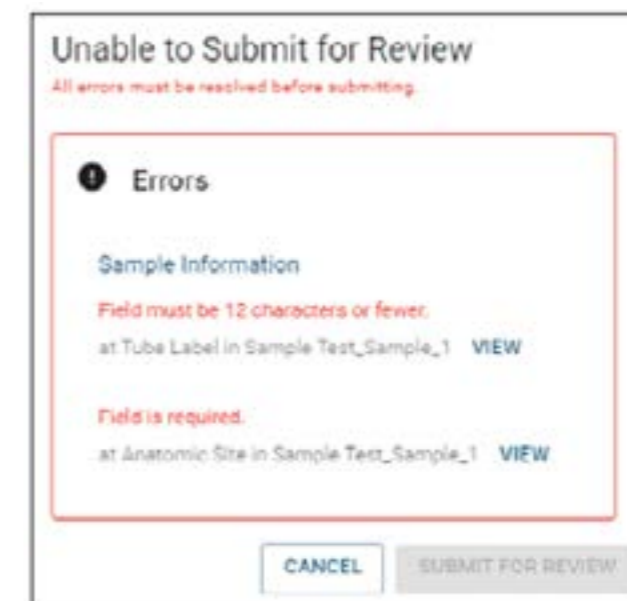 Unable to Submit for Review
All errors must be resolved before submitting.
Errors
Sample Information
Field must be 12 characters or fewer.
at Tube Label in Sample Test_Sample_1 VIEW
Field is required.
at Anatomic Site in Sample Test_Sample_1 VIEW
CANCEL SUBMIT FOR REVIEW